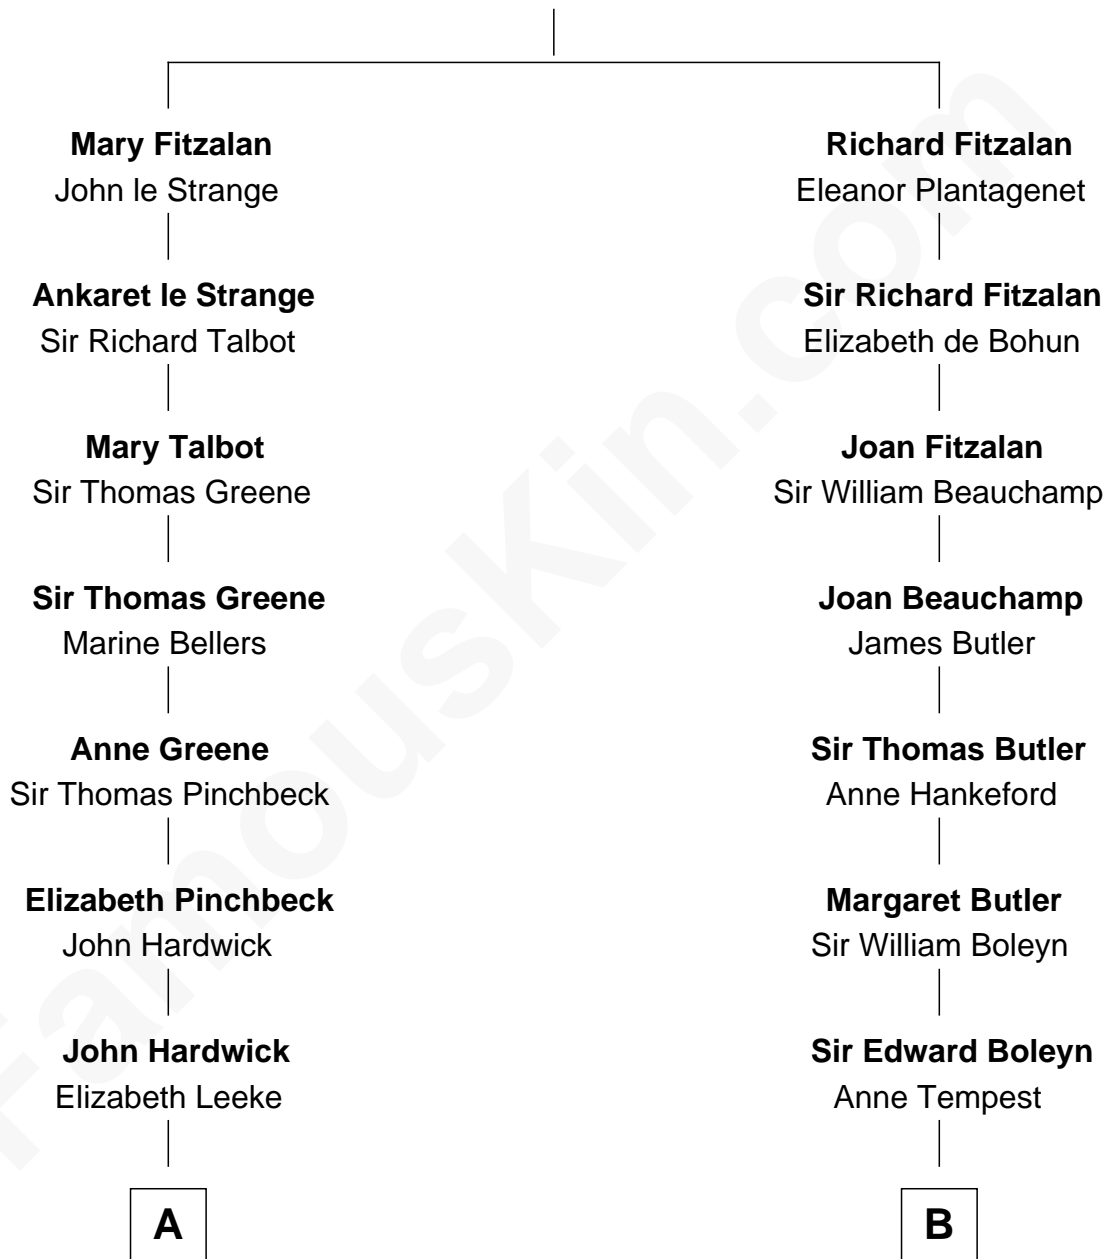 Mary Fitzalan
John le Strange
Ankaret le Strange
Sir Richard Talbot
Mary Talbot
Sir Thomas Greene
Sir Thomas Greene
Marine Bellers
Anne Greene
Sir Thomas Pinchbeck
Elizabeth Pinchbeck
John Hardwick
John Hardwick
Elizabeth Leeke
A
Richard Fitzalan
Eleanor Plantagenet
Sir Richard Fitzalan
Elizabeth de Bohun
Joan Fitzalan
Sir William Beauchamp
Joan Beauchamp
James Butler
Sir Thomas Butler
Anne Hankeford
Margaret Butler
Sir William Boleyn
Sir Edward Boleyn
Anne Tempest
B
FamousKin.com